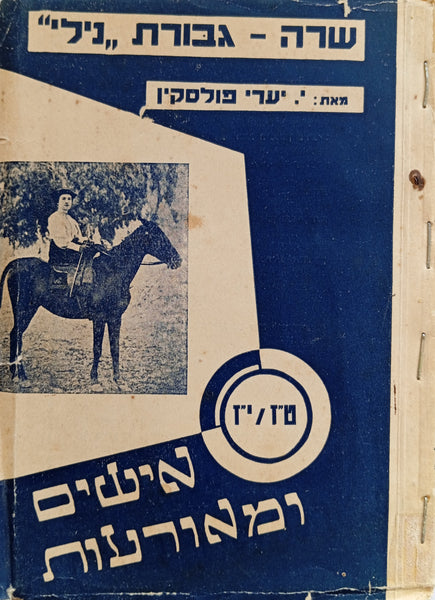 שרה - גבורת „נילי”
מאת: י. יערי פולסקין
ט"ז/י"ז
אישים
ומאורעות